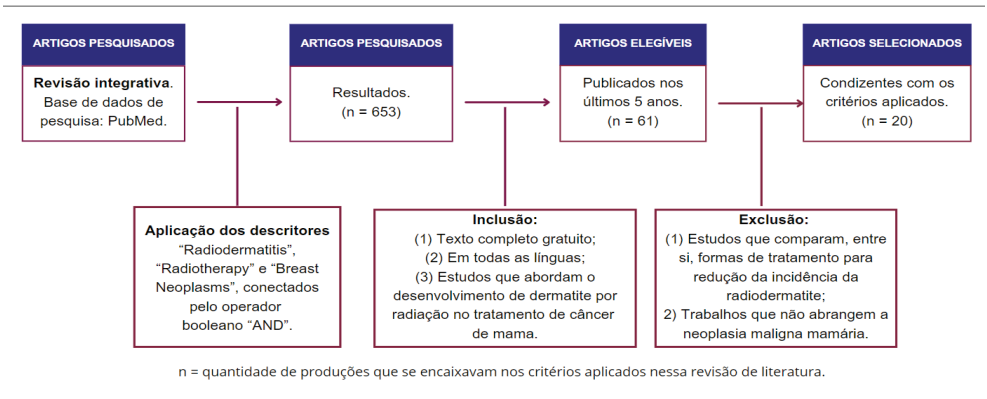 ARTIGOS PESQUISADOS
Revisão integrativa.
Base de dados de
pesquisa: PubMed.
ARTIGOS PESQUISADOS
Resultados.
(n = 653)
ARTIGOS ELEGÍVEIS
Publicados nos
últimos 5 anos.
(n = 61)
ARTIGOS SELECIONADOS
Condizentes com os
critérios aplicados.
(n = 20)
Aplicação dos descritores
“Radiodermatitis”,
“Radiotherapy” e “Breast
Neoplasms”, conectados
pelo operador
booleano “AND”.
Inclusão:
(1) Texto completo gratuito;
(2) Em todas as línguas;
(3) Estudos que abordam o
desenvolvimento de dermatite por
radiação no tratamento de câncer
de mama.
Exclusão:
(1) Estudos que comparam, entre
si, formas de tratamento para
redução da incidência da
radiodermatite;
2) Trabalhos que não abrangem a
neoplasia maligna mamária.
n = quantidade de produções que se encaixavam nos critérios aplicados nessa revisão de literatura.